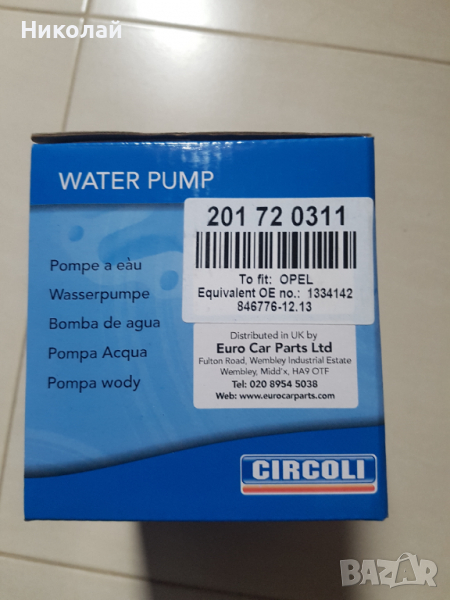 Николай
WATER PUMP
201 72 0311
To fit: OPEL
Equivalent OE no.: 1334142
846776-12.13
Pompe a eàu
Wasserpumpe
Bomba de agua
Pompa Acqua
Pompa wody
Distributed in UK by
Euro Car Parts Ltd
Fulton Road, Wembley Industrial Estate
Wembley, Midd'x, HA9 OTF
Tel: 020 8954 5038
Web: www.eurocarparts.com
CIRCOLI
BAZAR